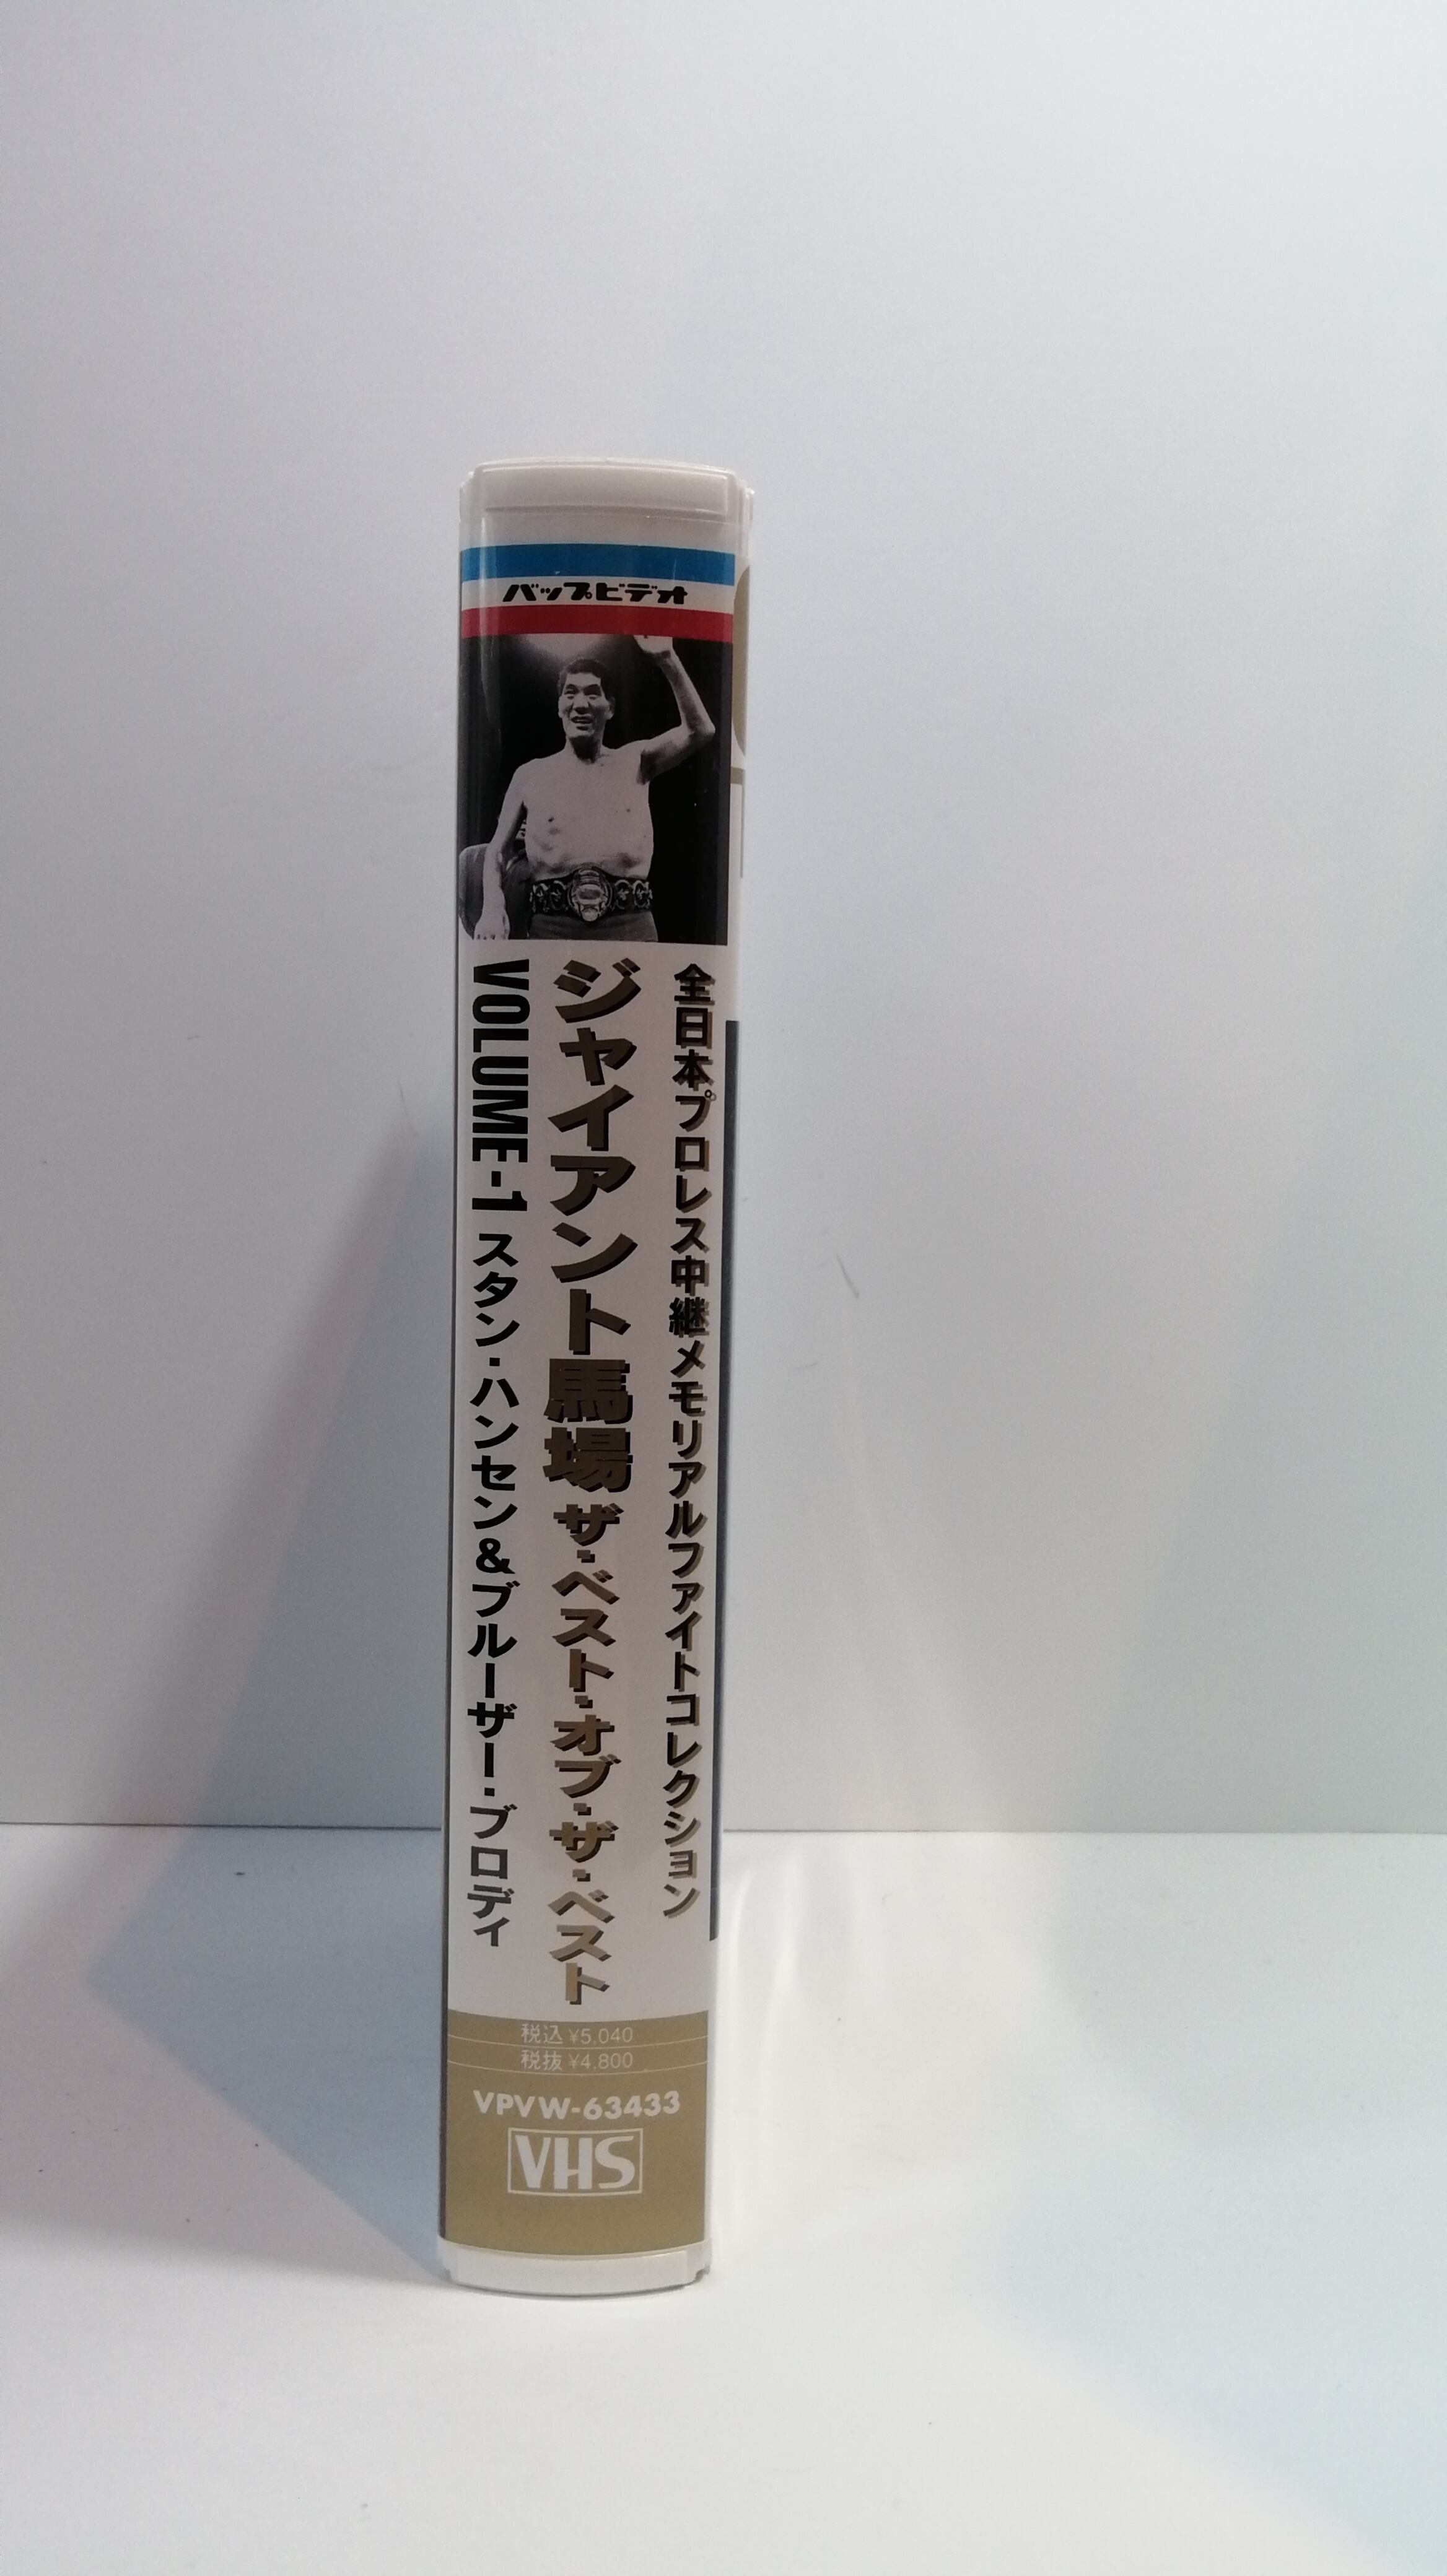 バップビデオ
全日本プロレス中継メモリアルファイトコレクション
ジャイアント馬場 ザ・ベスト・オブ・ザ・ベスト
VOLUME-1 スタン・ハンセン&ブルーザー・ブロディ
税込 ¥5,040
税抜 ¥4,800
VPVW-63433
VHS